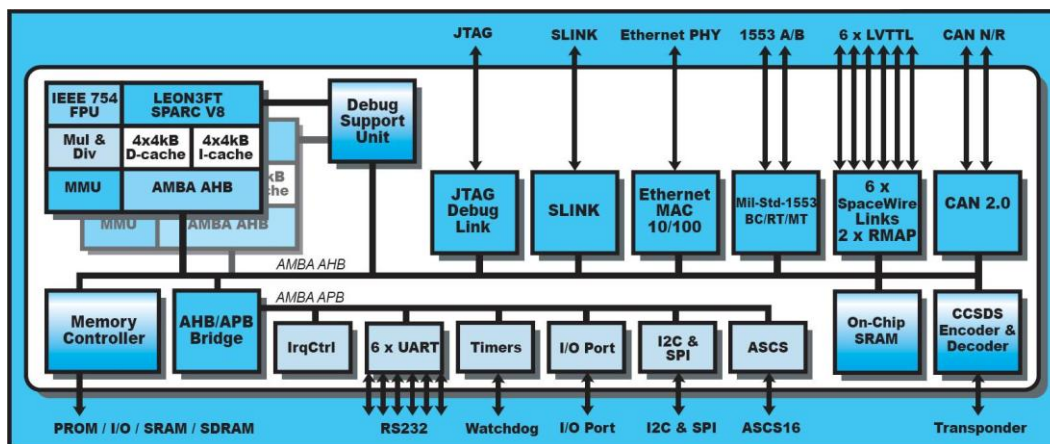 JTAG
SLINK
Ethernet PHY
1553 A/B
6 x LVTTL
CAN N/R
IEEE 754
FPU
LEON3FT
SPARC V8
Mul &
Div
4x4kB
D-cache
4x4kB
I-cache
MMU
AMBA AHB
kB
che
MMU
AMBA AHB
Debug
Support
Unit
JTAG
Debug
Link
SLINK
Ethernet
MAC
10/100
Mil-Std-1553
BC/RT/MT
6 x
SpaceWire
Links
2 x RMAP
CAN 2.0
AMBA AHB
AMBA APB
Memory
Controller
AHB/APB
Bridge
IrqCtrl
6 x UART
Timers
I/O Port
I2C &
SPI
ASCS
On-Chip
SRAM
CCSDS
Encoder &
Decoder
PROM / I/O / SRAM / SDRAM
RS232
Watchdog
I/O Port
I2C & SPI
ASCS16
Transponder